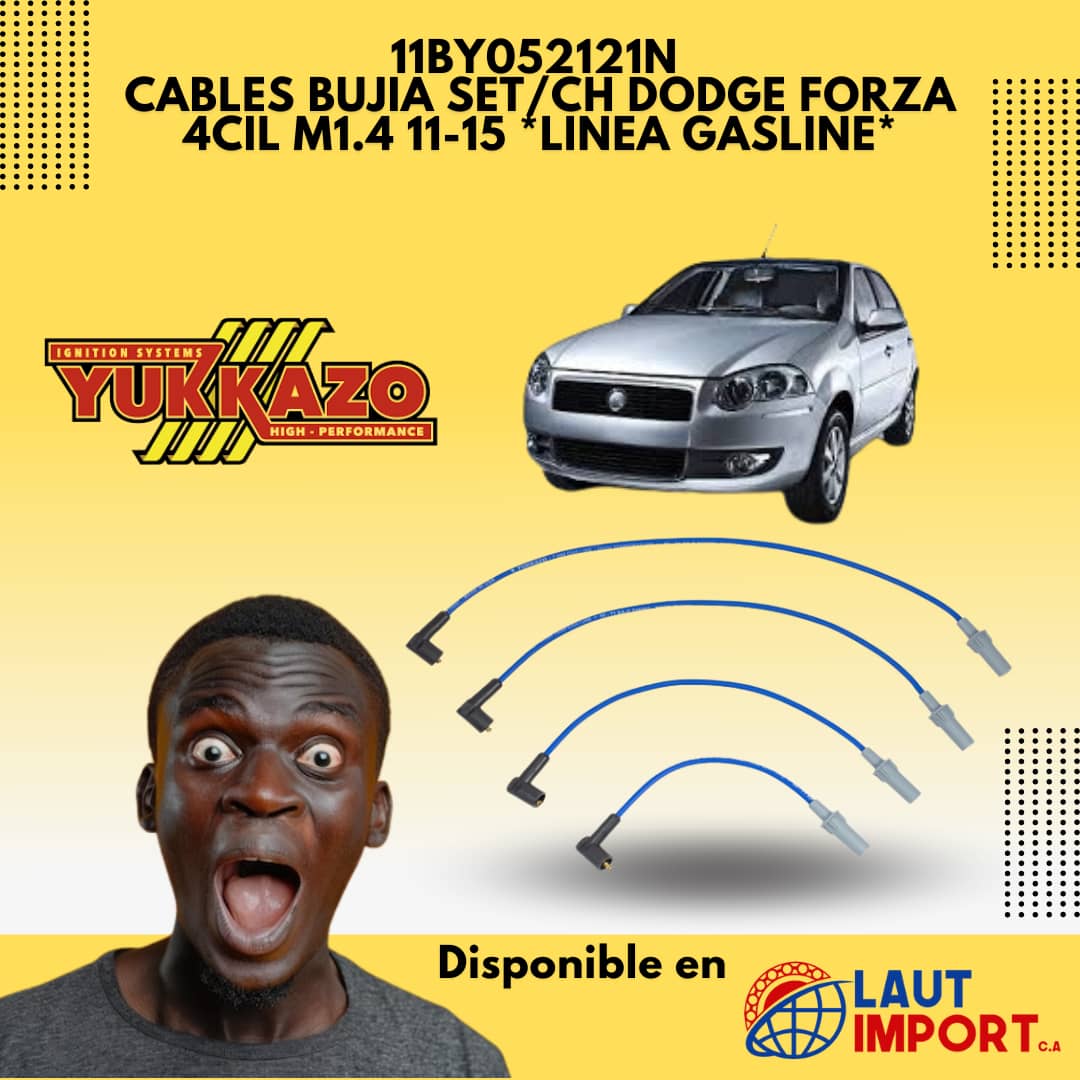 11BY052121N
CABLES BUJIA SET/CH DODGE FORZA
4CIL M1.4 11-15 *LINEA GASLINE*
IGNITION SYSTEMS
YUKKAZO
HIGH - PERFORMANCE
Disponible en
LAUT
IMPORT C.A